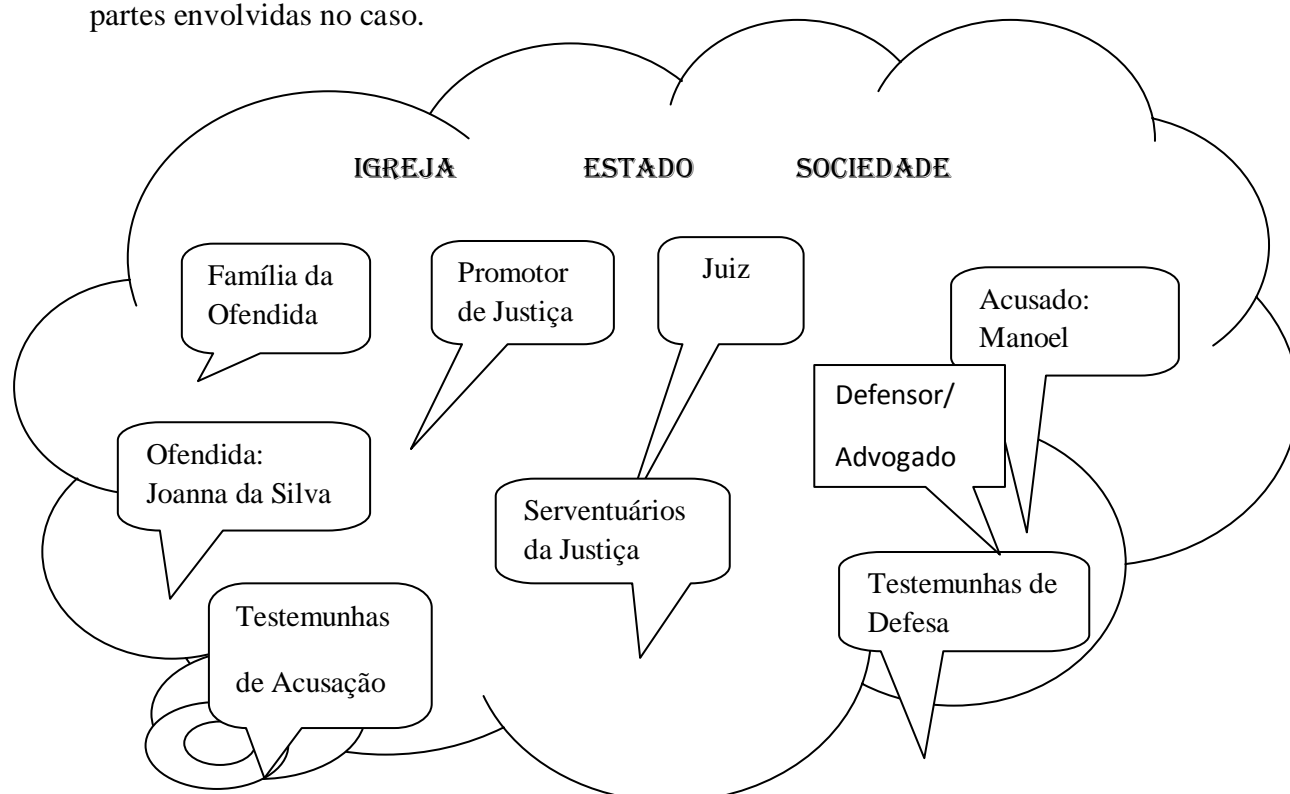 partes envolvidas no caso.
IGREJA ESTADO SOCIEDADE
Família da
Ofendida
Promotor
de Justiça
Juiz
Acusado:
Manoel
Defensor/
Advogado
Ofendida:
Joanna da Silva
Serventuários
da Justiça
Testemunhas de
Defesa
Testemunhas
de Acusação